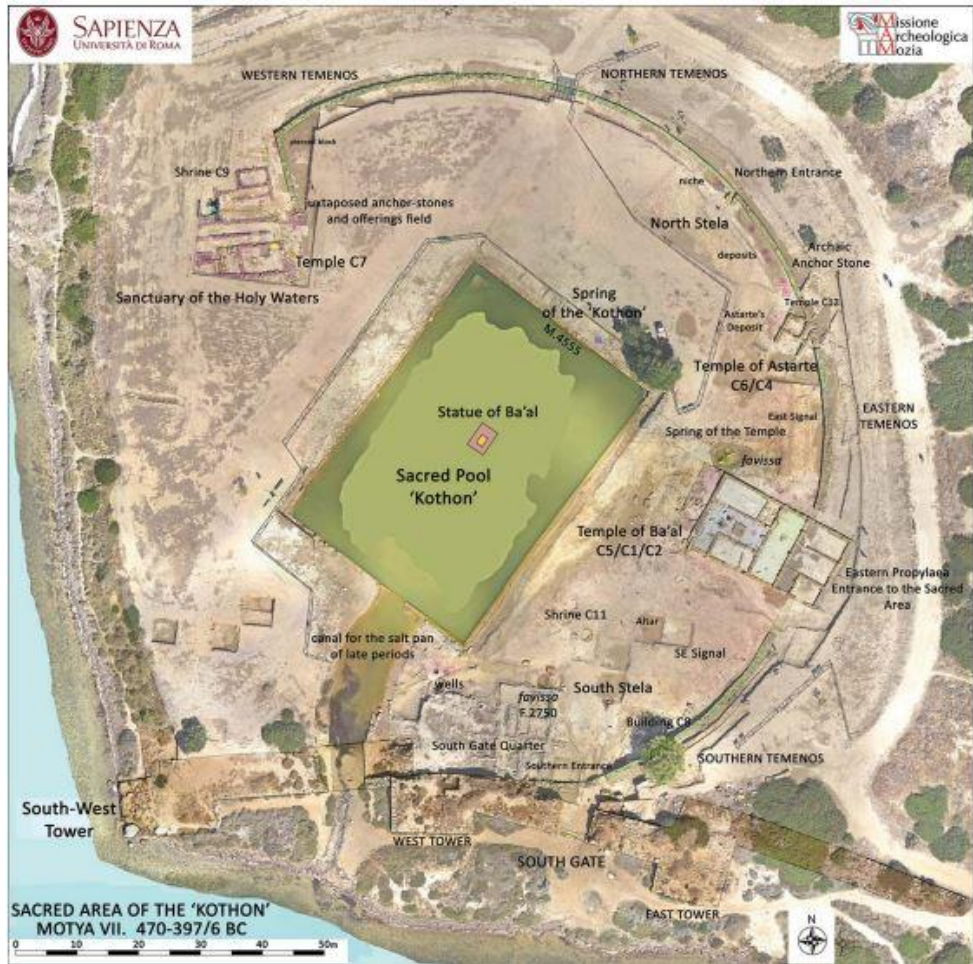 SAPIENZA
UNIVERSITÀ DI ROMA
Missione
Archeologica
Mozia
WESTERN TEMENOS
NORTHERN TEMENOS
pierced block
Shrine C9
niche
Northern Entrance
juxtaposed anchor-stones
and offerings field
North Stela
deposits
Archaic
Anchor Stone
Temple C7
Sanctuary of the Holy Waters
Spring
of the 'Kothon'
M.4555
Temple C32
Astarte's
Deposit
Temple of Astarte
C6/C4
EASTERN
TEMENOS
Statue of Ba'al
East Signal
Spring of the Temple
favissa
Sacred Pool
'Kothon'
Temple of Ba'al
C5/C1/C2
Eastern Propylaea
Entrance to the Sacred
Area
Shrine C11
Altar
canal for the salt pan
of late periods
SE Signal
wells
favissa
F.2750
South Stela
Building C8
South Gate Quarter
Southern Entrance
SOUTHERN TEMENOS
South-West
Tower
WEST TOWER
SOUTH GATE
EAST TOWER
SACRED AREA OF THE 'KOTHON'
MOTYA VII. 470-397/6 BC
0 10 20 30 40 50m
N